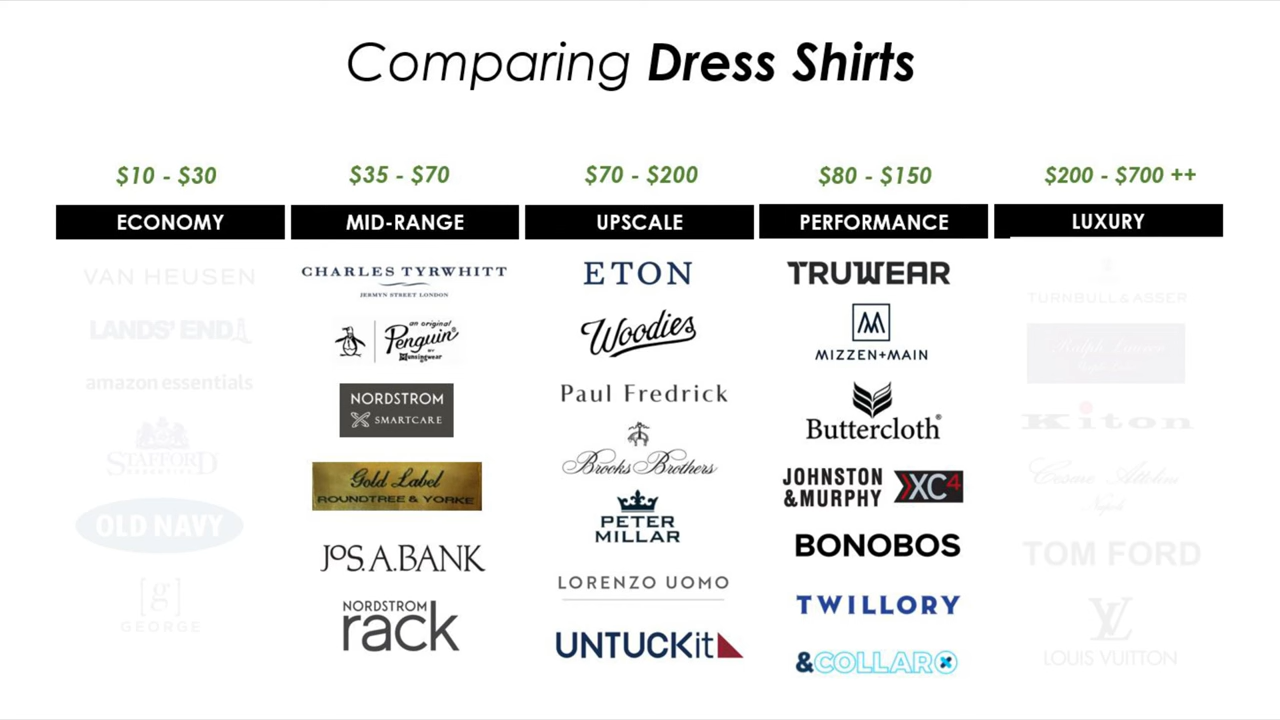 Comparing Dress Shirts
$10 - $30
$35 - $70
$70 - $200
$80 - $150
$200 - $700 ++
ECONOMY
MID-RANGE
UPSCALE
PERFORMANCE
LUXURY
VAN HEUSEN
LANDS' END
amazon essentials
STAFFORD
OLD NAVY
[g]
GEORGE
CHARLES TYRWHITT
JERMYN STREET LONDON
an original
Penguin®
BY
Munsingwear
NORDSTROM
SMARTCARE
Gold Label
ROUNDTREE & YORKE
JOS. A. BANK
NORDSTROM
rack
ETON
Woodies
Paul Fredrick
Brooks Brothers
PETER
MILLAR
LORENZO UOMO
UNTUCKit
TRUWEAR
MIZZEN+MAIN
Buttercloth®
JOHNSTON
&MURPHY
XC4
BONOBOS
TWILLORY
&COLLAR
TURNBULL & ASSER
Ralph Lauren
Kiton
Cesare Attolini
Napoli
TOM FORD
LV
LOUIS VUITTON